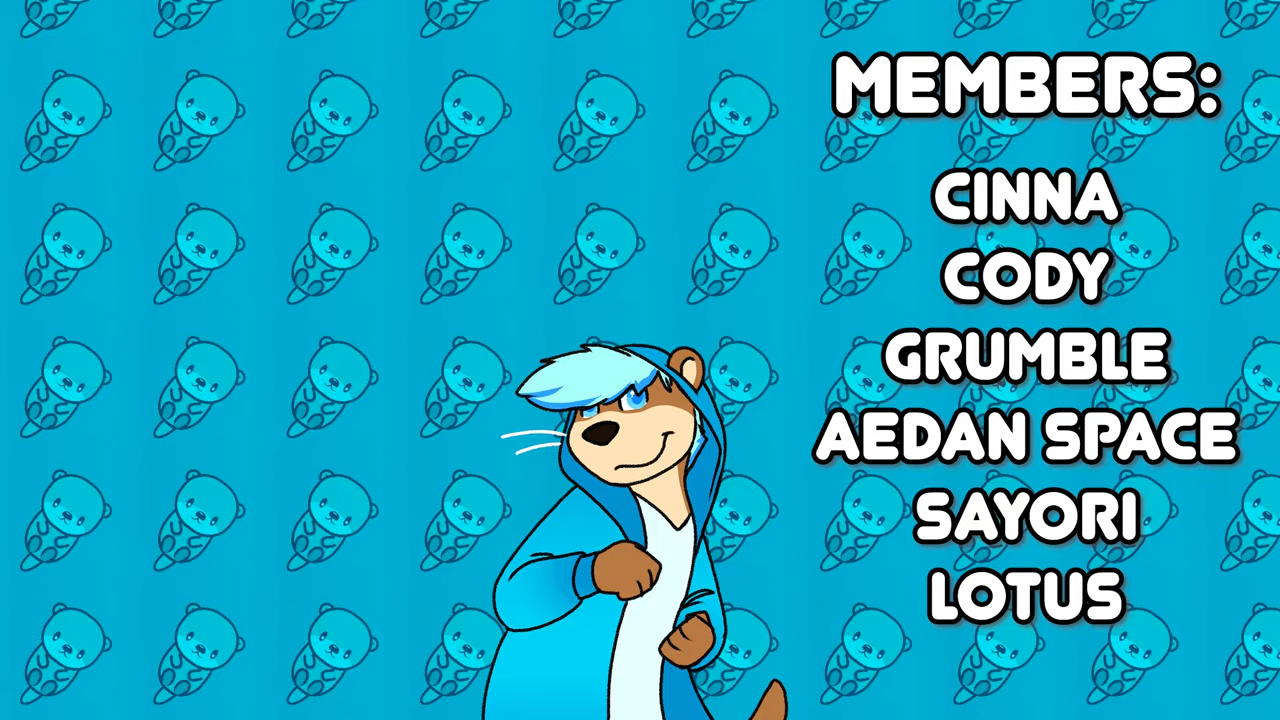 MEMBERS:
CINNA
CODY
GRUMBLE
AEDAN SPACE
SAYORI
LOTUS